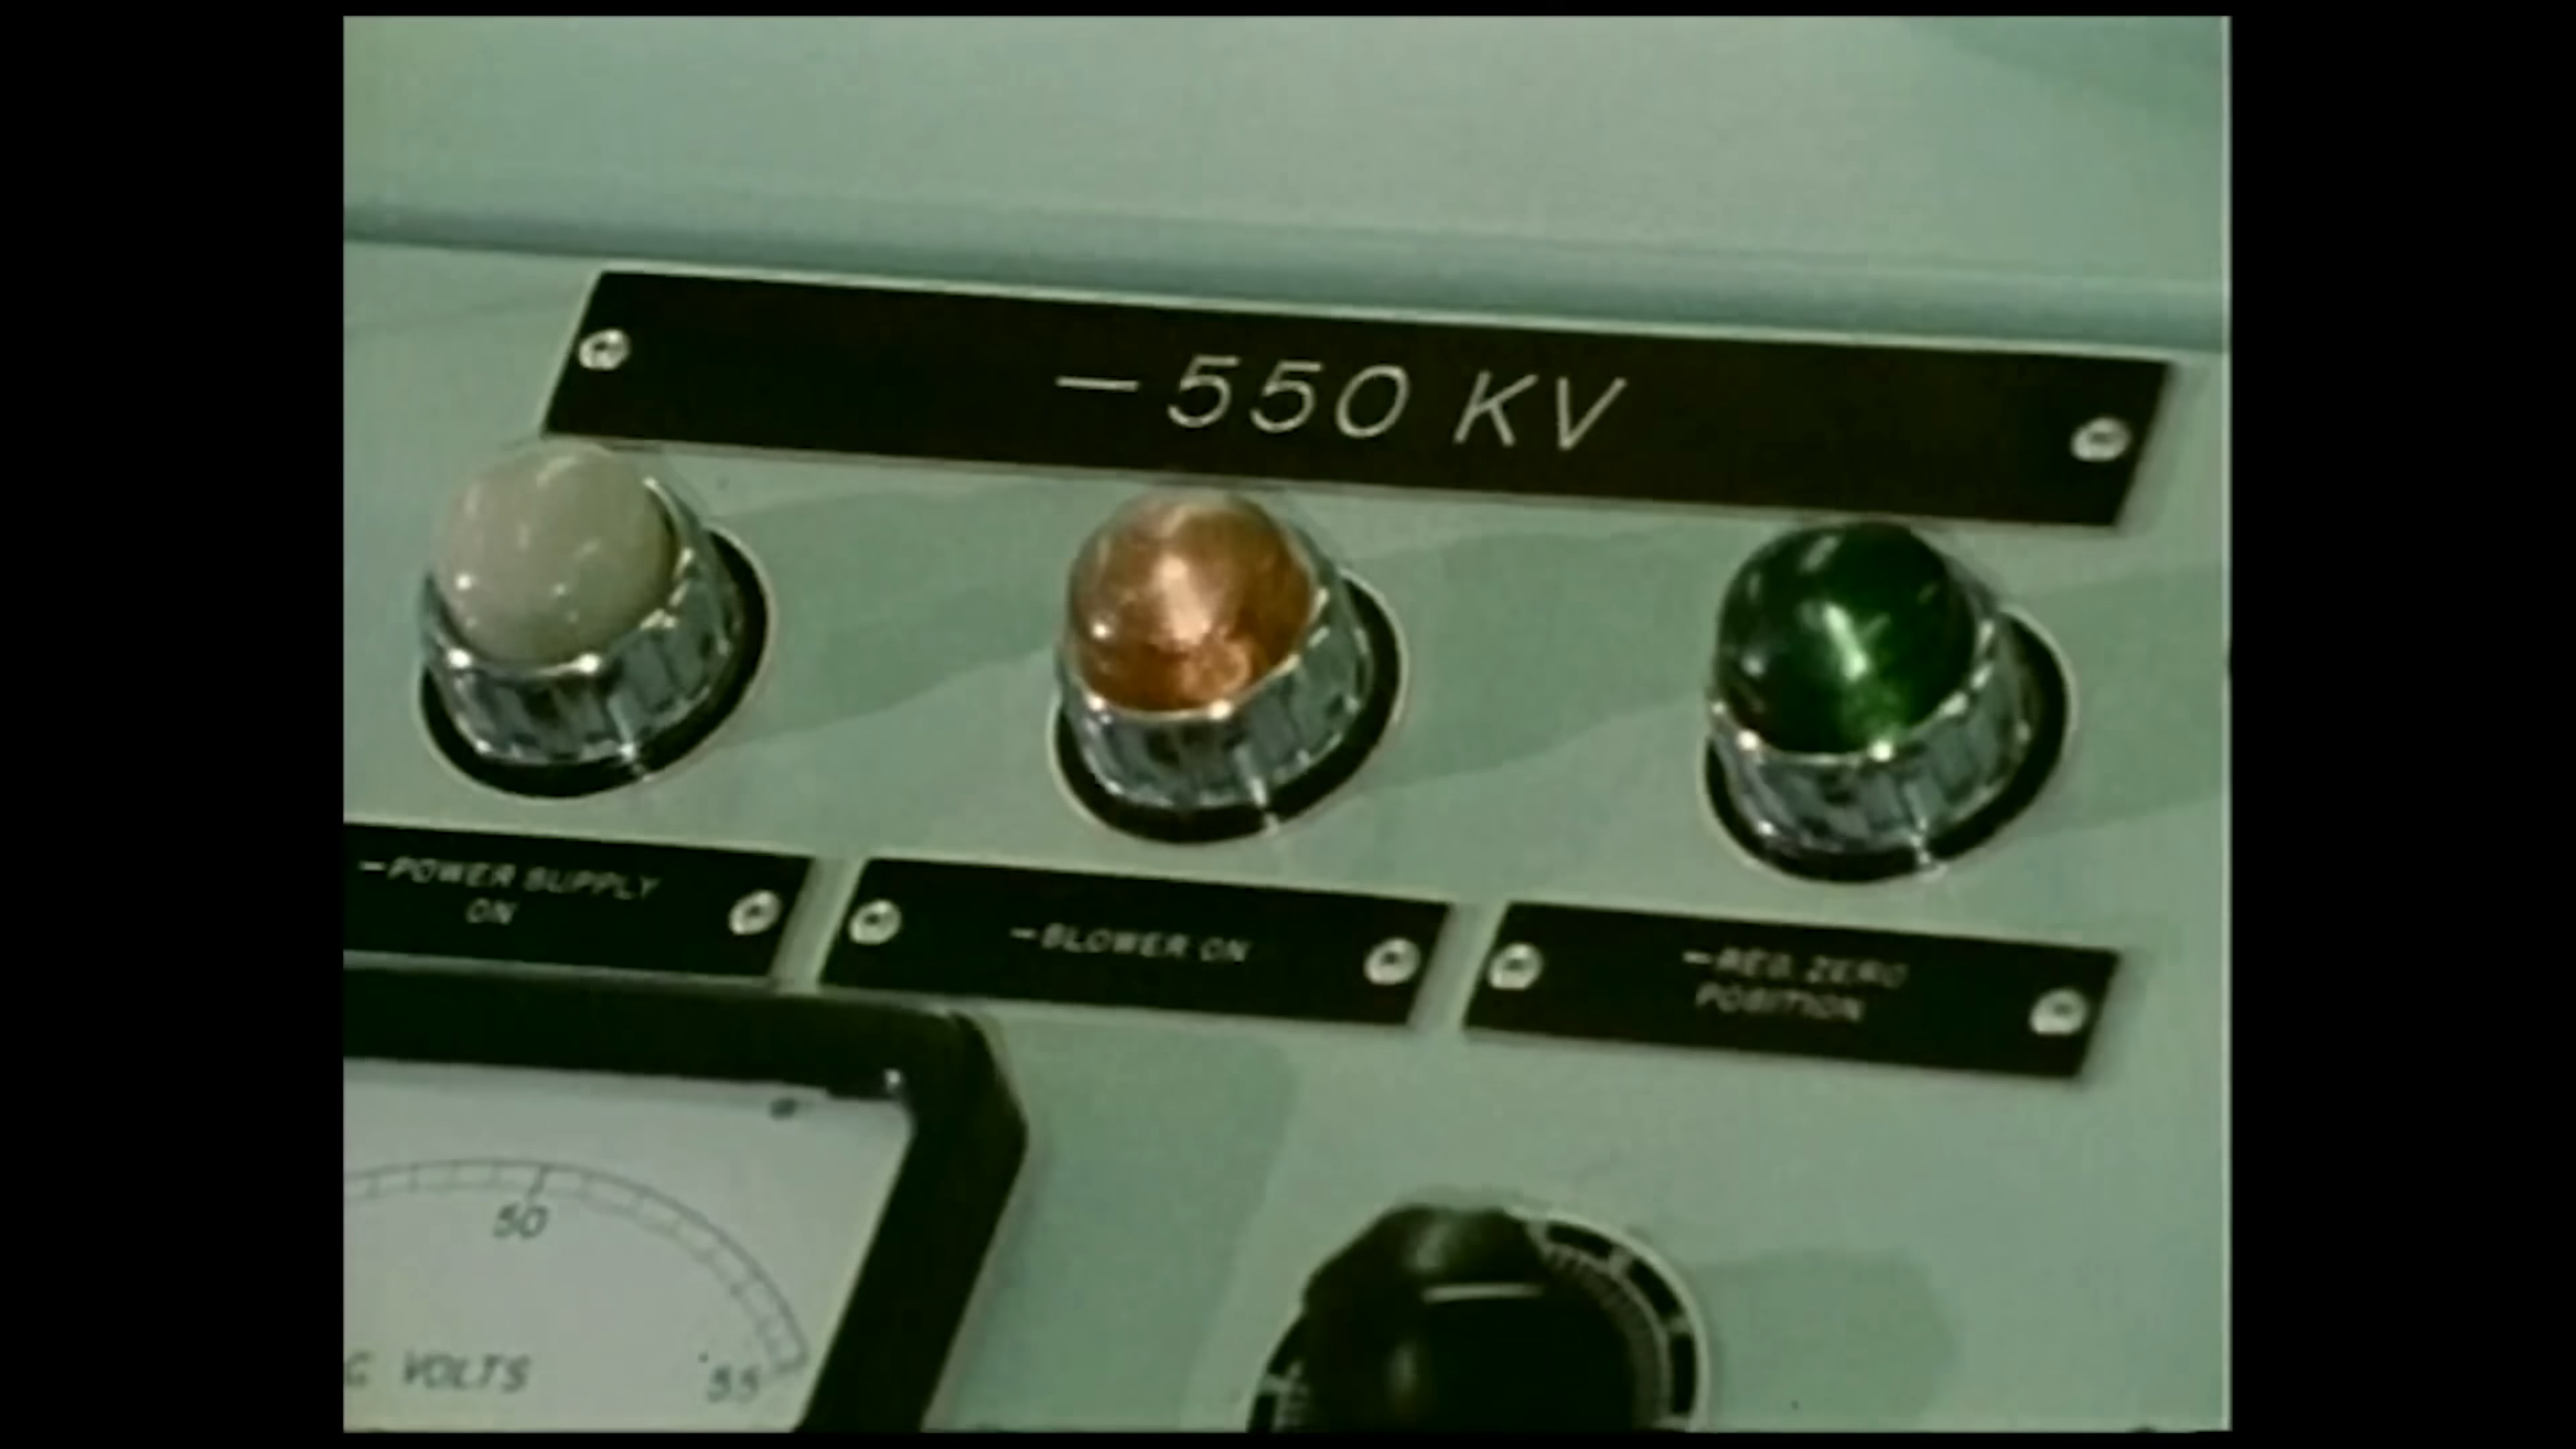 –550 KV
–POWER SUPPLY
ON
–BLOWER ON
–REG. ZERO
POSITION
50
VOLTS
55